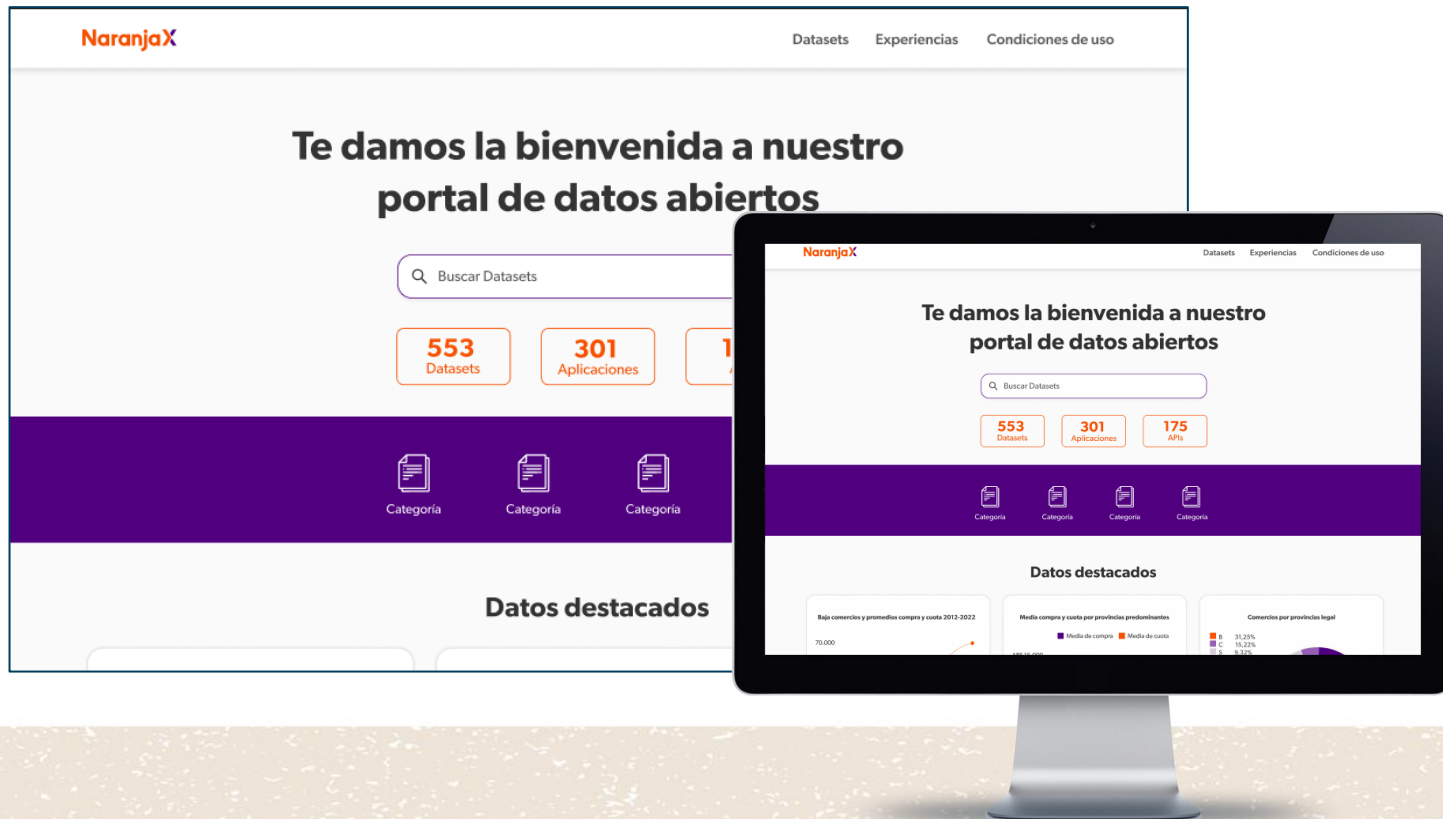 NaranjaX
Datasets Experiencias Condiciones de uso
Te damos la bienvenida a nuestro
portal de datos abiertos
Buscar Datasets
553
Datasets
301
Aplicaciones
Categoría Categoría Categoría
Datos destacados
NaranjaX
Datasets Experiencias Condiciones de uso
Te damos la bienvenida a nuestro
portal de datos abiertos
Buscar Datasets
553
Datasets
301
Aplicaciones
175
APIs
Categoría Categoría Categoría Categoría
Datos destacados
Baja comercios y promedios compra y cuota 2012-2022
70.000
Media compra y cuota por provincias predominantes
Media de compra Media de cuota
Comercios por provincias legal
B 31,25%
C 15,22%
S 9,32%